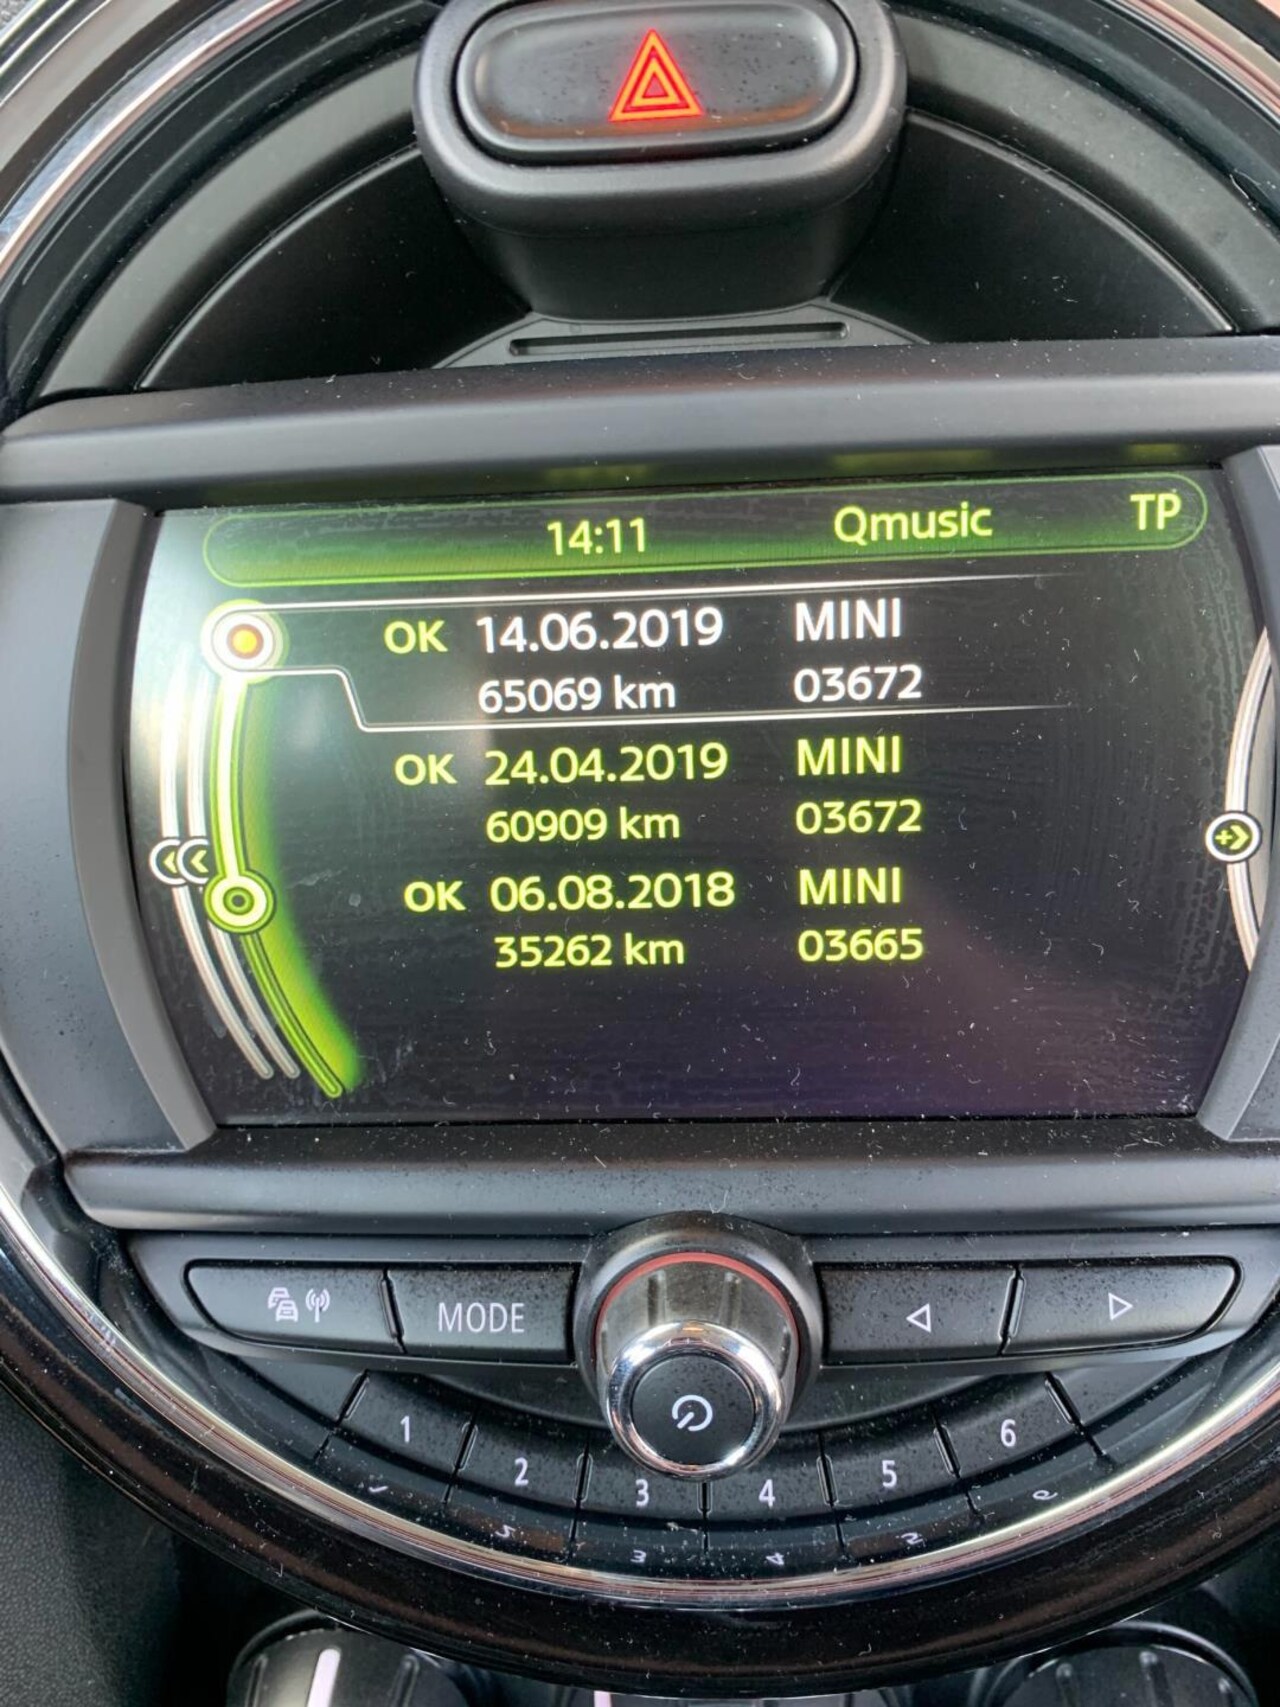 14:11 Qmusic TP
OK 14.06.2019 MINI
65069 km 03672
OK 24.04.2019 MINI
60909 km 03672
OK 06.08.2018 MINI
35262 km 03665
MODE
1 2 3 4 5 6